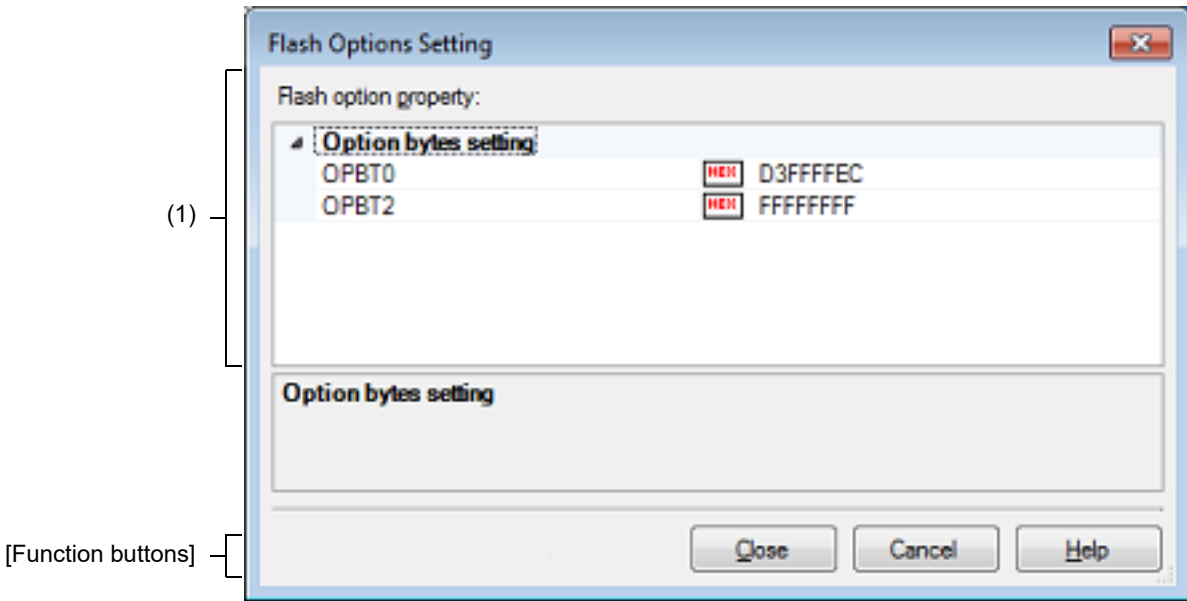 Flash Options Setting
Flash option property:
Option bytes setting
OPBT0 HEX D3FFFFEC
OPBT2 HEX FFFFFFFF
(1)
Option bytes setting
[Function buttons]
Close Cancel Help